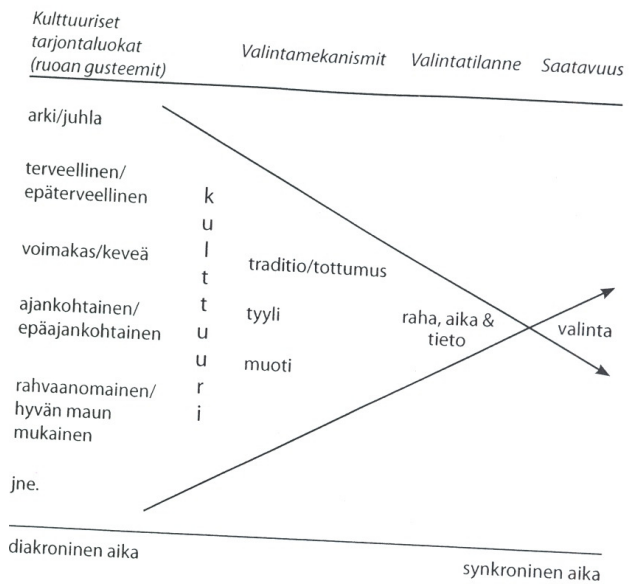 Kulttuuriset
tarjontaluokat
(ruoan gusteemit)
Valintamekanismit
Valintatilanne
Saatavuus
arki/juhla
terveellinen/
epäterveellinen
voimakas/keveä
ajankohtainen/
epäajankohtainen
rahvaanomainen/
hyvän maun
mukainen
jne.
k
u
l
t
t
u
u
r
i
traditio/tottumus
tyyli
muoti
raha, aika &
tieto
valinta
diakroninen aika
synkroninen aika